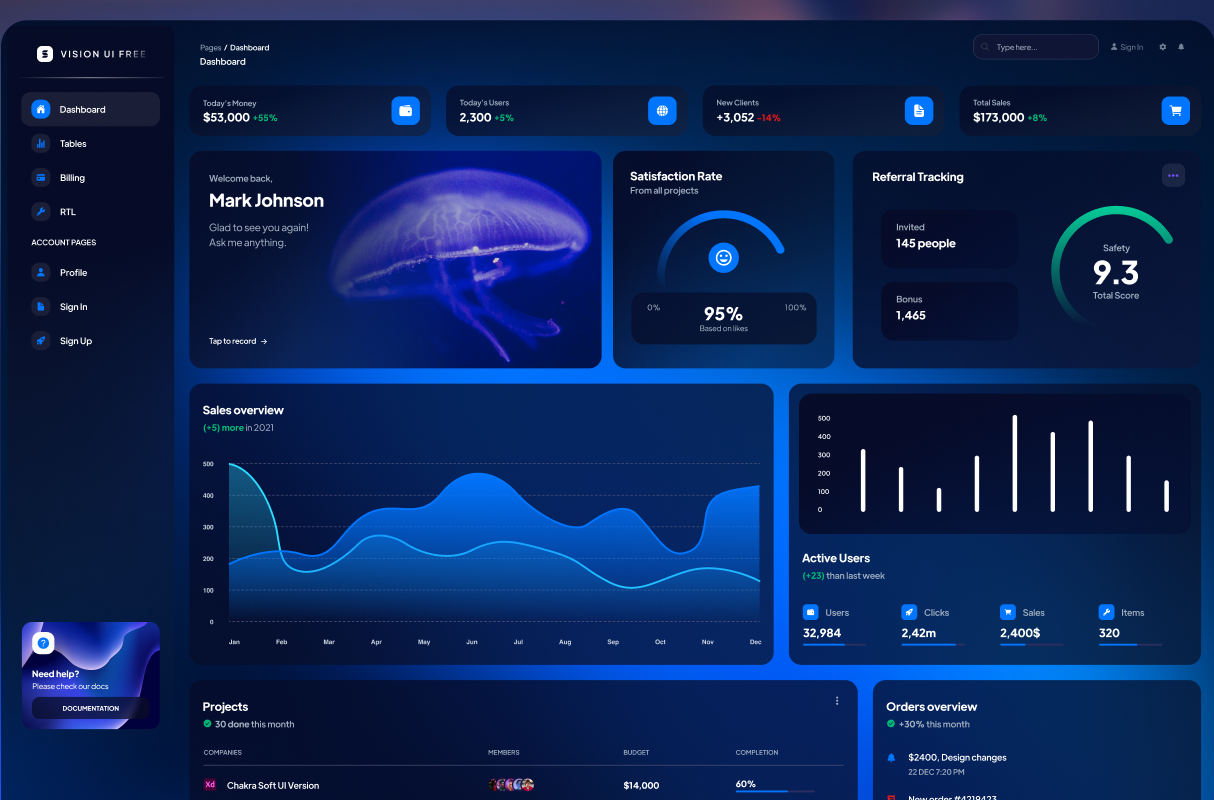 VISION UI FREE
Dashboard
Tables
Billing
RTL
ACCOUNT PAGES
Profile
Sign In
Sign Up
Need help?
Please check our docs
DOCUMENTATION
Pages / Dashboard
Dashboard
Type here...
Sign In
Today's Money
$53,000 +55%
Today's Users
2,300 +5%
New Clients
+3,052 -14%
Total Sales
$173,000 +8%
Welcome back,
Mark Johnson
Glad to see you again!
Ask me anything.
Tap to record
Satisfaction Rate
From all projects
0%
95%
100%
Based on likes
Referral Tracking
Invited
145 people
Bonus
1,465
Safety
9.3
Total Score
Sales overview
(+5) more in 2021
500
400
300
200
100
0
Jan Feb Mar Apr May Jun Jul Aug Sep Oct Nov Dec
500
400
300
200
100
0
Active Users
(+23) than last week
Users
32,984
Clicks
2,42m
Sales
2,400$
Items
320
Projects
30 done this month
COMPANIES MEMBERS BUDGET COMPLETION
Xd Chakra Soft UI Version $14,000 60%
Orders overview
+30% this month
$2400, Design changes
22 DEC 7:20 PM
New order #4219423